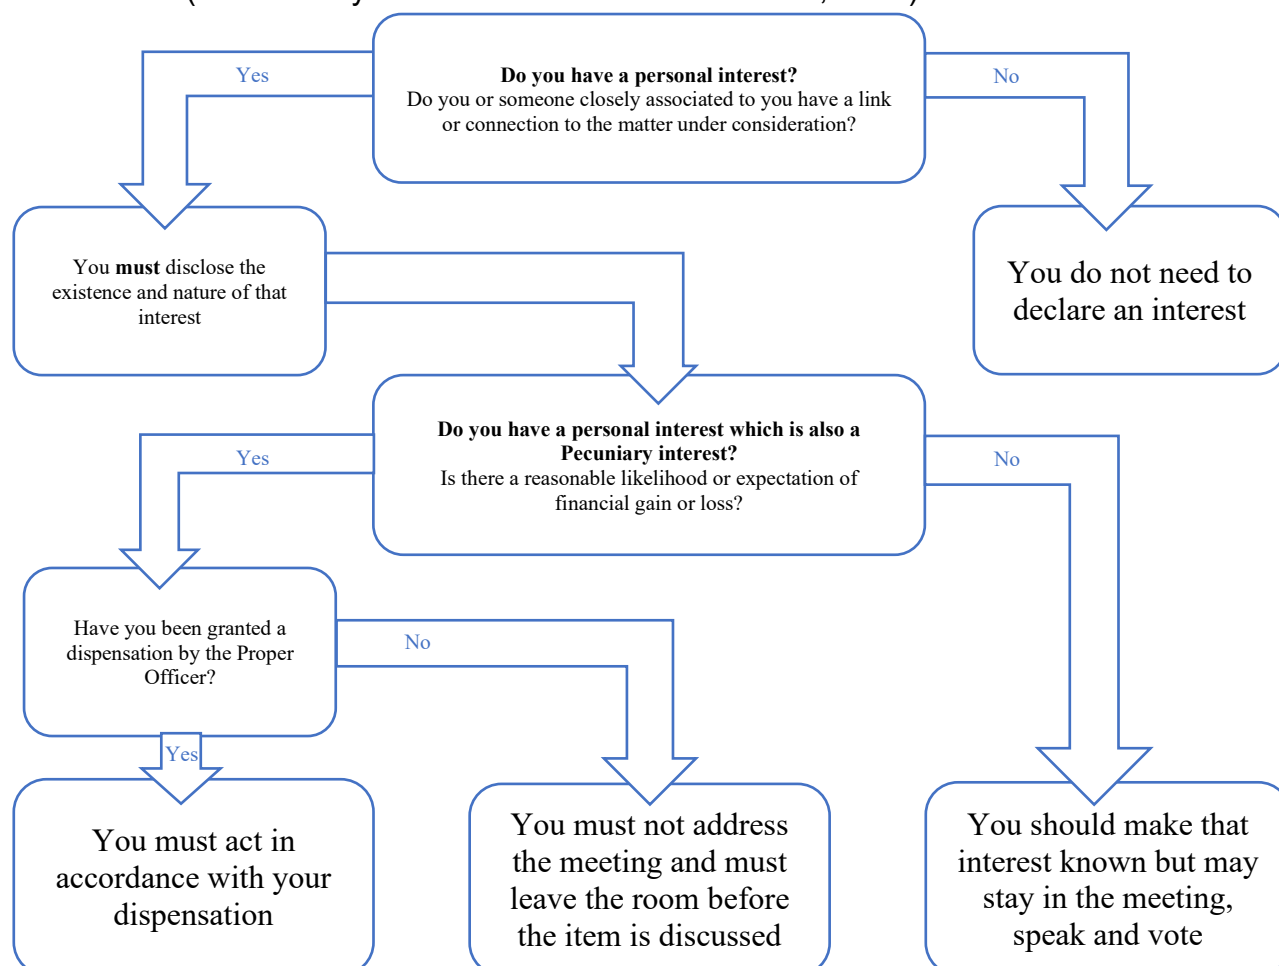 Do you have a personal interest?
Do you or someone closely associated to you have a link
or connection to the matter under consideration?
Yes
No
You must disclose the
existence and nature of that
interest
You do not need to
declare an interest
Do you have a personal interest which is also a
Pecuniary interest?
Is there a reasonable likelihood or expectation of
financial gain or loss?
Yes
No
Have you been granted a
dispensation by the Proper
Officer?
No
Yes
You must act in
accordance with your
dispensation
You must not address
the meeting and must
leave the room before
the item is discussed
You should make that
interest known but may
stay in the meeting,
speak and vote